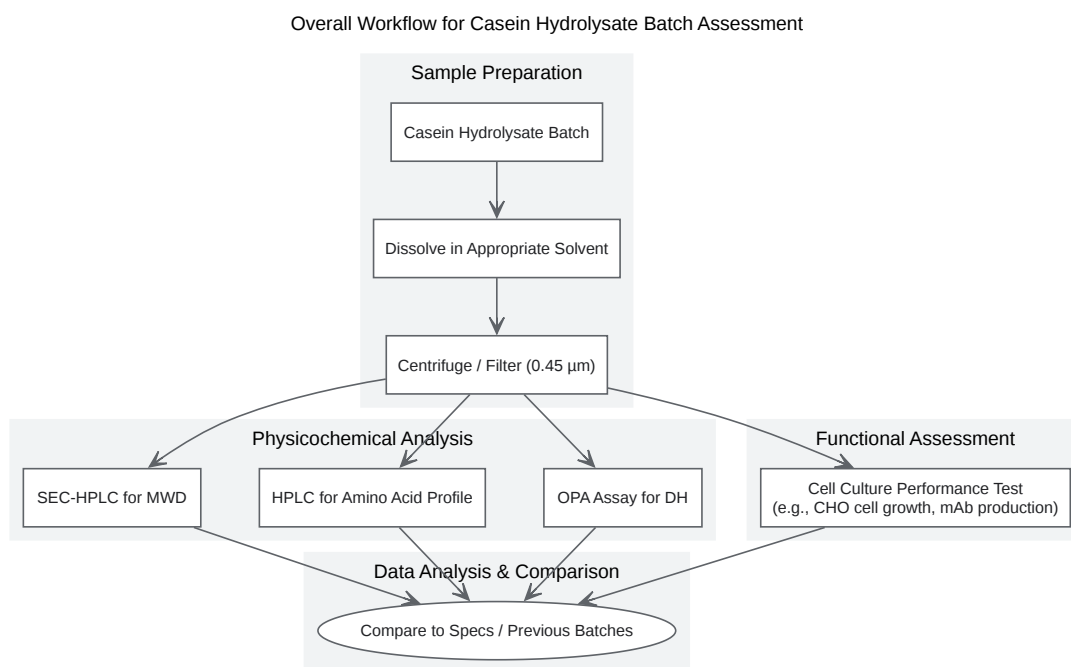 Overall Workflow for Casein Hydrolysate Batch Assessment
Sample Preparation
Casein Hydrolysate Batch
Dissolve in Appropriate Solvent
Centrifuge / Filter (0.45 µm)
Physicochemical Analysis
Functional Assessment
SEC-HPLC for MWD
HPLC for Amino Acid Profile
OPA Assay for DH
Cell Culture Performance Test
(e.g., CHO cell growth, mAb production)
Data Analysis & Comparison
Compare to Specs / Previous Batches